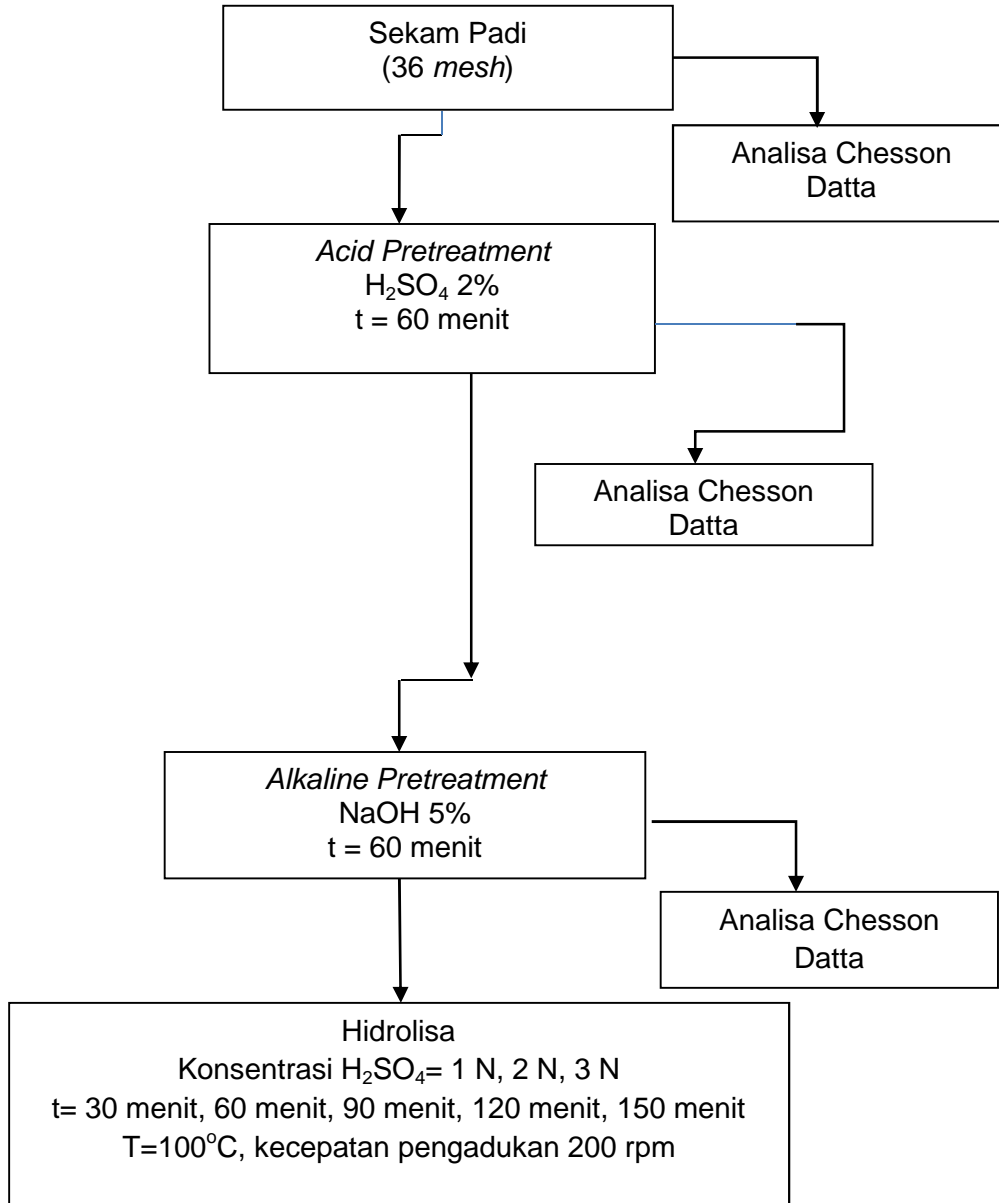 Sekam Padi
(36 mesh)
Analisa Chesson
Datta
Acid Pretreatment
H₂SO₄ 2%
t = 60 menit
Analisa Chesson
Datta
Alkaline Pretreatment
NaOH 5%
t = 60 menit
Analisa Chesson
Datta
Hidrolisa
Konsentrasi H₂SO₄= 1 N, 2 N, 3 N
t= 30 menit, 60 menit, 90 menit, 120 menit, 150 menit
T=100°C, kecepatan pengadukan 200 rpm